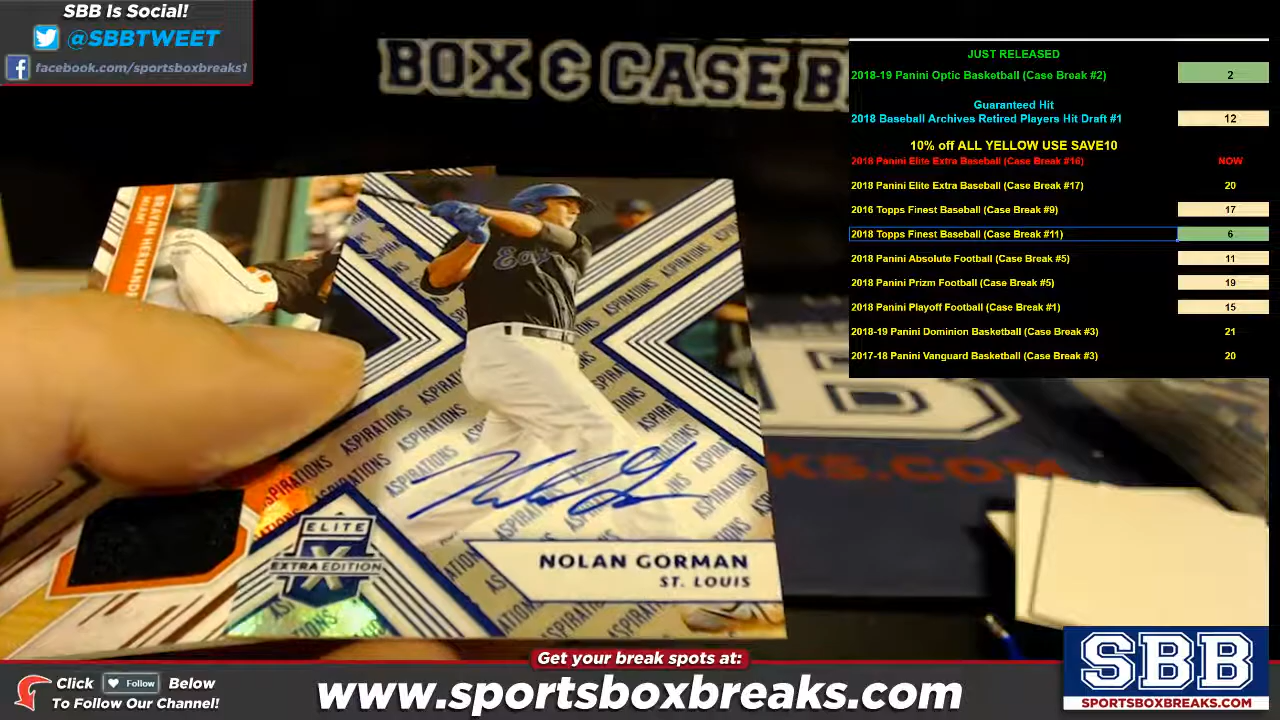 SBB Is Social!
@SBBTWEET
facebook.com/sportsboxbreaks1
BOX & CASE B
JUST RELEASED
2018-19 Panini Optic Basketball (Case Break #2) 2
Guaranteed Hit
2018 Baseball Archives Retired Players Hit Draft #1 12
10% off ALL YELLOW USE SAVE10
2018 Panini Elite Extra Baseball (Case Break #16) NOW
2018 Panini Elite Extra Baseball (Case Break #17) 20
2016 Topps Finest Baseball (Case Break #9) 17
2018 Topps Finest Baseball (Case Break #11) 6
2018 Panini Absolute Football (Case Break #5) 11
2018 Panini Prizm Football (Case Break #5) 19
2018 Panini Playoff Football (Case Break #1) 15
2018-19 Panini Dominion Basketball (Case Break #3) 21
2017-18 Panini Vanguard Basketball (Case Break #3) 20
BRAYAN HERNANDE
MIAMI
East
ASPIRATIONS
ELITE
X
EXTRA EDITION
NOLAN GORMAN
ST. LOUIS
B
KS.COM
Get your break spots at:
Click Follow Below
To Follow Our Channel!
www.sportsboxbreaks.com
SBB
SPORTSBOXBREAKS.COM